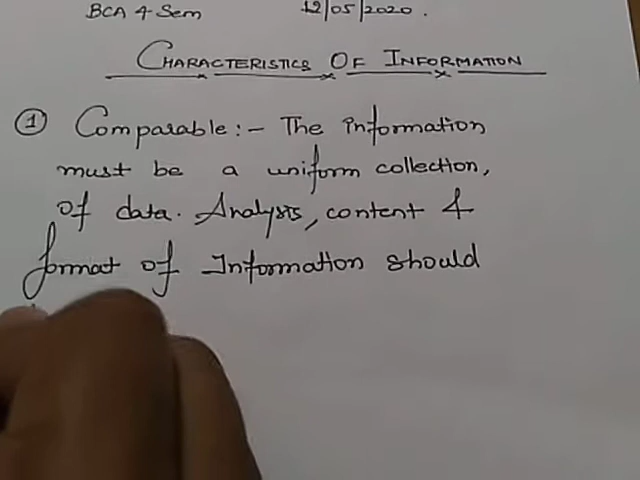 BCA 4 Sem 12/05/2020.
CHARACTERISTICS OF INFORMATION
① Comparable:- The information
must be a uniform collection,
of data. Analysis, content &
format of Information should